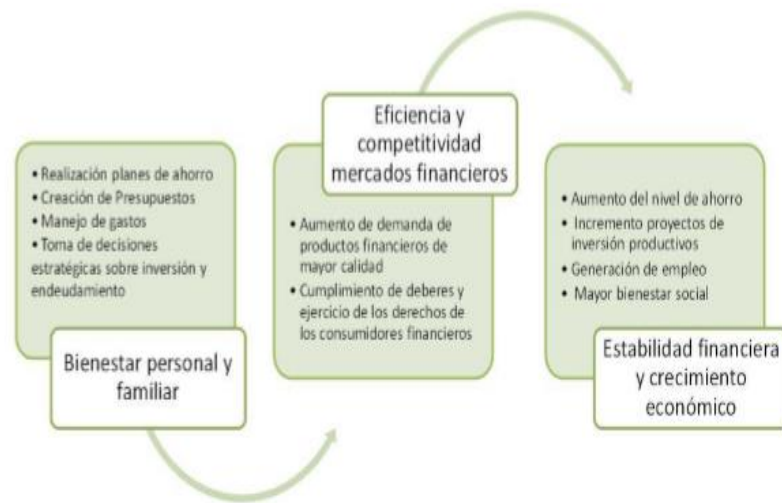 • Realización planes de ahorro
• Creación de Presupuestos
• Manejo de gastos
• Toma de decisiones
estratégicas sobre inversión y
endeudamiento
Bienestar personal y
familiar
Eficiencia y
competitividad
mercados financieros
• Aumento de demanda de
productos financieros de
mayor calidad
• Cumplimiento de deberes y
ejercicio de los derechos de
los consumidores financieros
• Aumento del nivel de ahorro
• Incremento proyectos de
inversión productivos
• Generación de empleo
• Mayor bienestar social
Estabilidad financiera
y crecimiento
económico